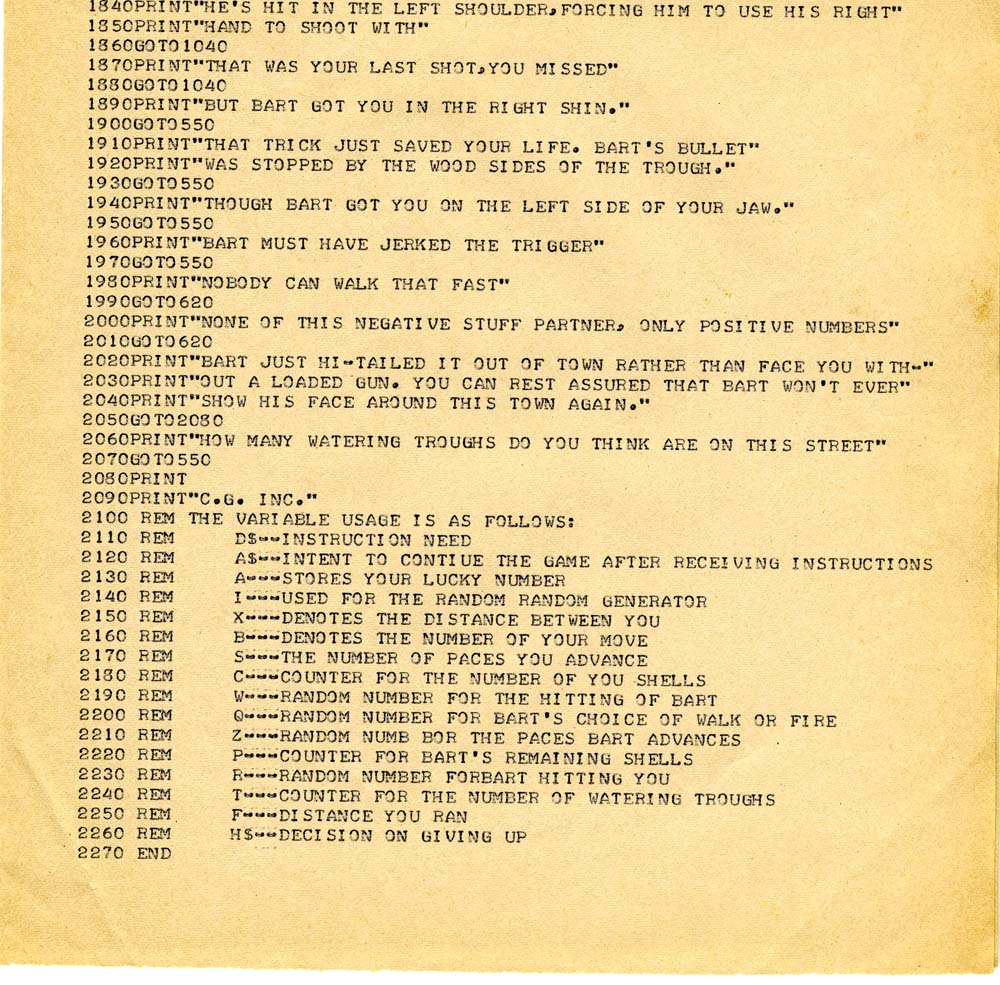 1840PRINT"HE'S HIT IN THE LEFT SHOULDER,FORCING HIM TO USE HIS RIGHT"
1850PRINT"HAND TO SHOOT WITH"
1860GOTO1040
1870PRINT"THAT WAS YOUR LAST SHOT,YOU MISSED"
1880GOTO1040
1890PRINT"BUT BART GOT YOU IN THE RIGHT SHIN."
1900GOTO550
1910PRINT"THAT TRICK JUST SAVED YOUR LIFE. BART'S BULLET"
1920PRINT"WAS STOPPED BY THE WOOD SIDES OF THE TROUGH."
1930GOTO550
1940PRINT"THOUGH BART GOT YOU ON THE LEFT SIDE OF YOUR JAW."
1950GOTO550
1960PRINT"BART MUST HAVE JERKED THE TRIGGER"
1970GOTO550
1980PRINT"NOBODY CAN WALK THAT FAST"
1990GOTO620
2000PRINT"NONE OF THIS NEGATIVE STUFF PARTNER, ONLY POSITIVE NUMBERS"
2010GOTO620
2020PRINT"BART JUST HI-TAILED IT OUT OF TOWN RATHER THAN FACE YOU WITH-"
2030PRINT"OUT A LOADED GUN. YOU CAN REST ASSURED THAT BART WON'T EVER"
2040PRINT"SHOW HIS FACE AROUND THIS TOWN AGAIN."
2050GOTO2080
2060PRINT"HOW MANY WATERING TROUGHS DO YOU THINK ARE ON THIS STREET"
2070GOTO550
2080PRINT
2090PRINT"C.G. INC."
2100 REM THE VARIABLE USAGE IS AS FOLLOWS:
2110 REM     D$--INSTRUCTION NEED
2120 REM     A$--INTENT TO CONTIUE THE GAME AFTER RECEIVING INSTRUCTIONS
2130 REM     A---STORES YOUR LUCKY NUMBER
2140 REM     I---USED FOR THE RANDOM RANDOM GENERATOR
2150 REM     X---DENOTES THE DISTANCE BETWEEN YOU
2160 REM     B---DENOTES THE NUMBER OF YOUR MOVE
2170 REM     S---THE NUMBER OF PACES YOU ADVANCE
2180 REM     C---COUNTER FOR THE NUMBER OF YOU SHELLS
2190 REM     W---RANDOM NUMBER FOR THE HITTING OF BART
2200 REM     Q---RANDOM NUMBER FOR BART'S CHOICE OF WALK OR FIRE
2210 REM     Z---RANDOM NUMB BOR THE PACES BART ADVANCES
2220 REM     P---COUNTER FOR BART'S REMAINING SHELLS
2230 REM     R---RANDOM NUMBER FORBART HITTING YOU
2240 REM     T---COUNTER FOR THE NUMBER OF WATERING TROUGHS
2250 REM     F---DISTANCE YOU RAN
2260 REM     H$--DECISION ON GIVING UP
2270 END